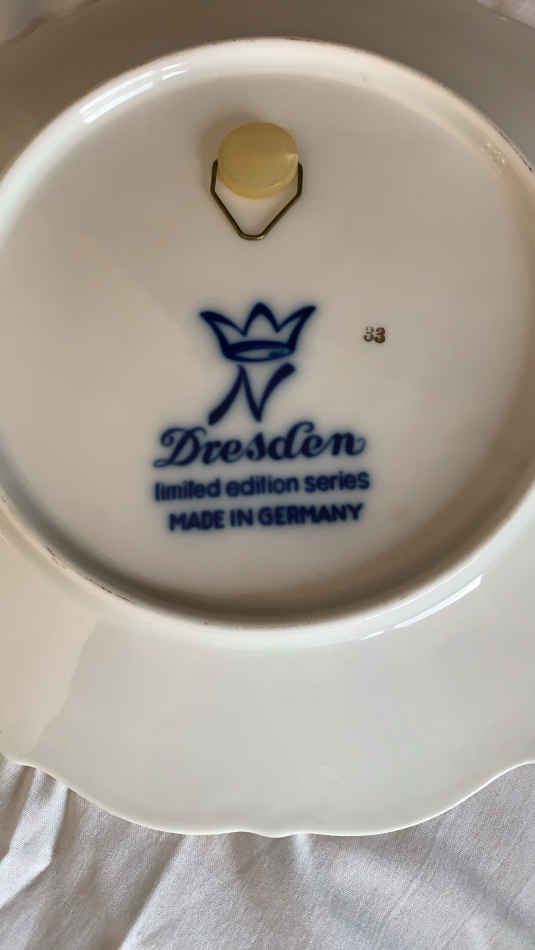 33
N
Dresden
limited edition series
MADE IN GERMANY